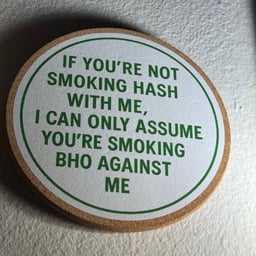 IF YOU'RE NOT
SMOKING HASH
WITH ME,
I CAN ONLY ASSUME
YOU'RE SMOKING
BHO AGAINST
ME